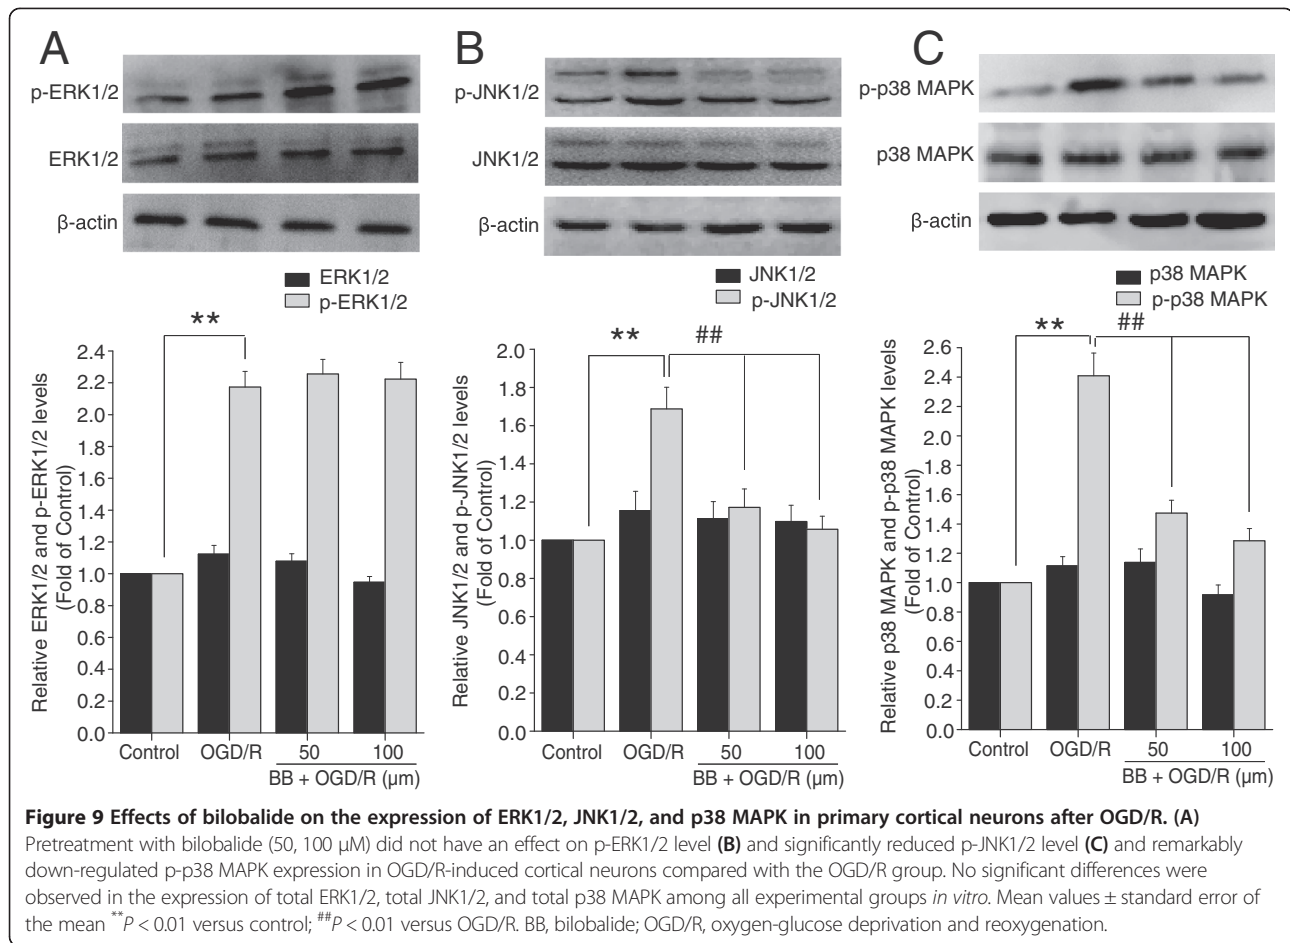 A
p-ERK1/2
ERK1/2
β-actin
ERK1/2
p-ERK1/2
**
Relative ERK1/2 and p-ERK1/2 levels
(Fold of Control)
2.4
2.2
2.0
1.8
1.6
1.4
1.2
1.0
0.8
0.6
0.4
0.2
0.0
Control OGD/R 50 100
BB + OGD/R (μm)
B
p-JNK1/2
JNK1/2
β-actin
JNK1/2
p-JNK1/2
** ##
Relative JNK1/2 and p-JNK1/2 levels
(Fold of Control)
2.0
1.8
1.6
1.4
1.2
1.0
0.8
0.6
0.4
0.2
0.0
Control OGD/R 50 100
BB + OGD/R (μm)
C
p-p38 MAPK
p38 MAPK
β-actin
p38 MAPK
p-p38 MAPK
** ##
Relative p38 MAPK and p-p38 MAPK levels
(Fold of Control)
2.6
2.4
2.2
2.0
1.8
1.6
1.4
1.2
1.0
0.8
0.6
0.4
0.2
0.0
Control OGD/R 50 100
BB + OGD/R (μm)
Figure 9 Effects of bilobalide on the expression of ERK1/2, JNK1/2, and p38 MAPK in primary cortical neurons after OGD/R. (A)
Pretreatment with bilobalide (50, 100 μM) did not have an effect on p-ERK1/2 level (B) and significantly reduced p-JNK1/2 level (C) and remarkably
down-regulated p-p38 MAPK expression in OGD/R-induced cortical neurons compared with the OGD/R group. No significant differences were
observed in the expression of total ERK1/2, total JNK1/2, and total p38 MAPK among all experimental groups in vitro. Mean values ± standard error of
the mean **P < 0.01 versus control; ##P < 0.01 versus OGD/R. BB, bilobalide; OGD/R, oxygen-glucose deprivation and reoxygenation.